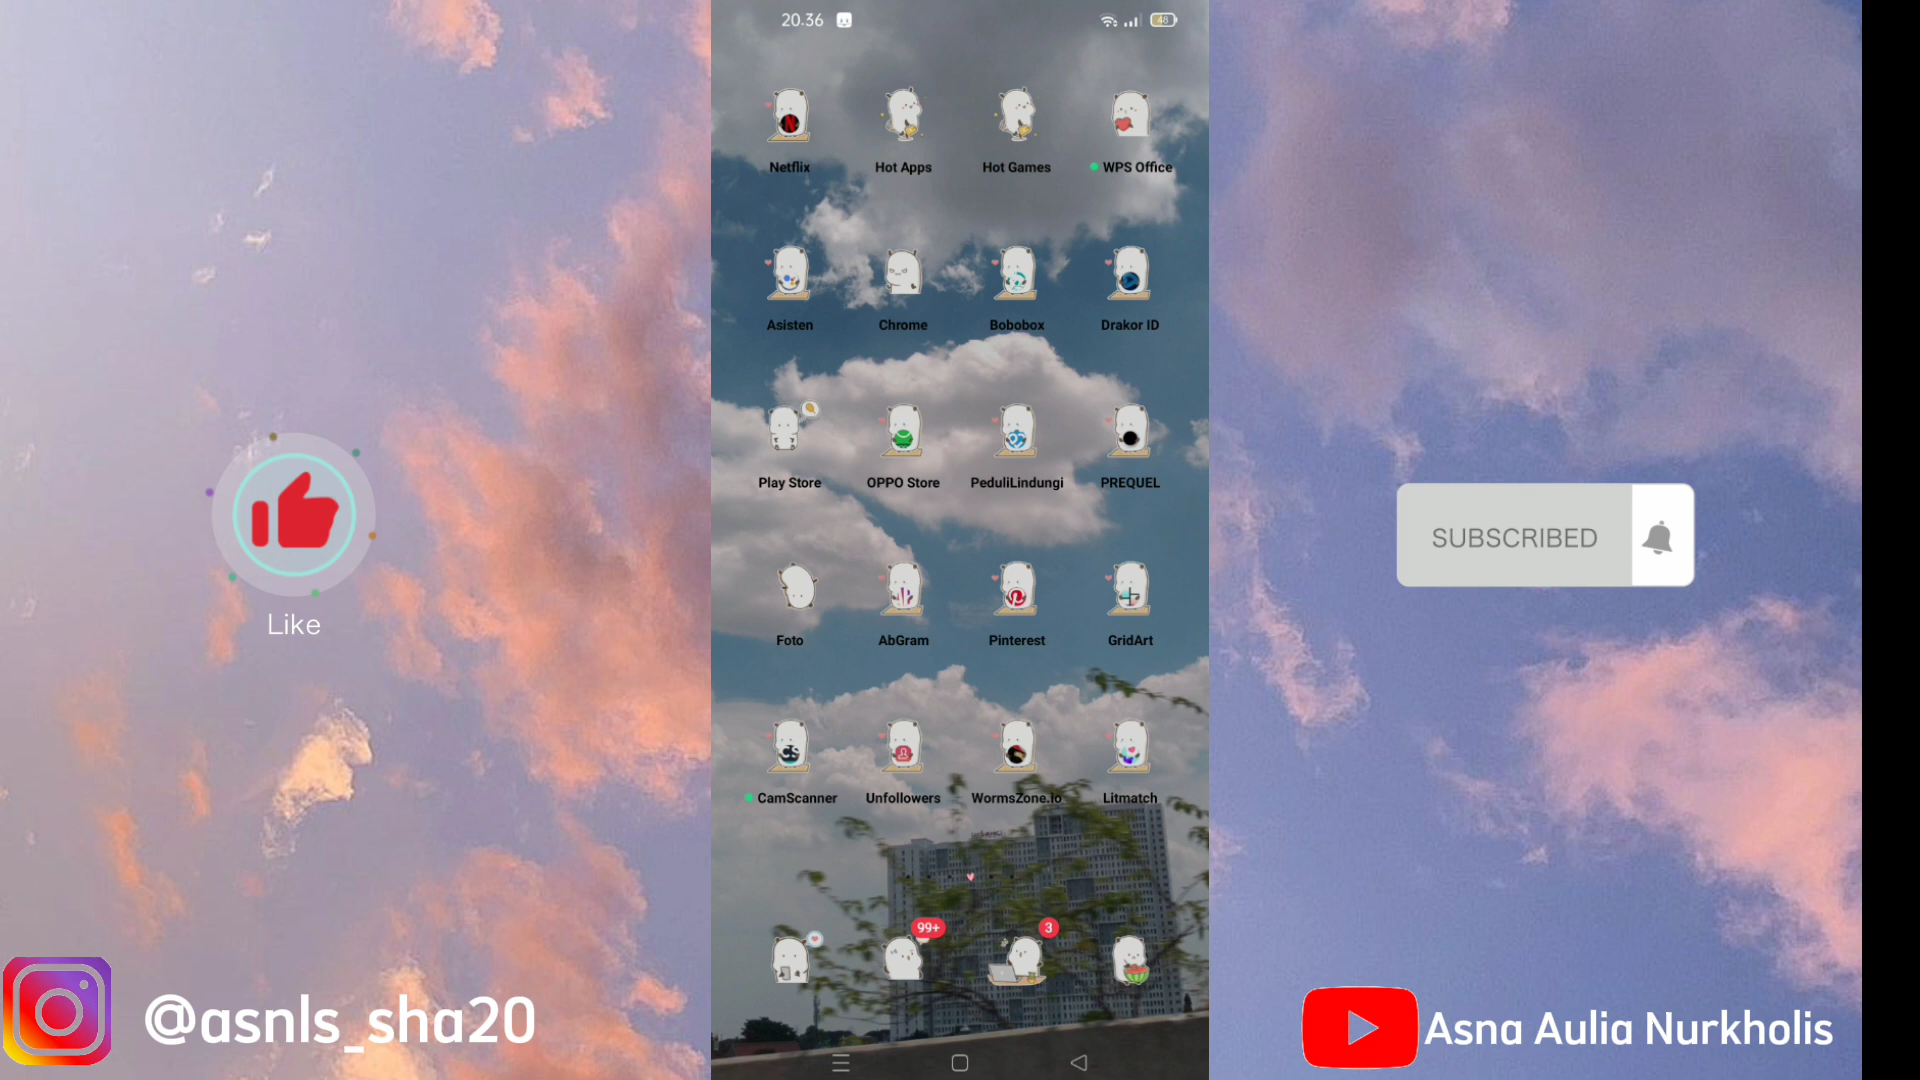 20.36
48
Netflix
Hot Apps
Hot Games
WPS Office
Asisten
Chrome
Bobobox
Drakor ID
Play Store
OPPO Store
PeduliLindungi
PREQUEL
Foto
AbGram
Pinterest
GridArt
CamScanner
Unfollowers
WormsZone.io
Litmatch
99+
3
Like
SUBSCRIBED
@asnls_sha20
Asna Aulia Nurkholis